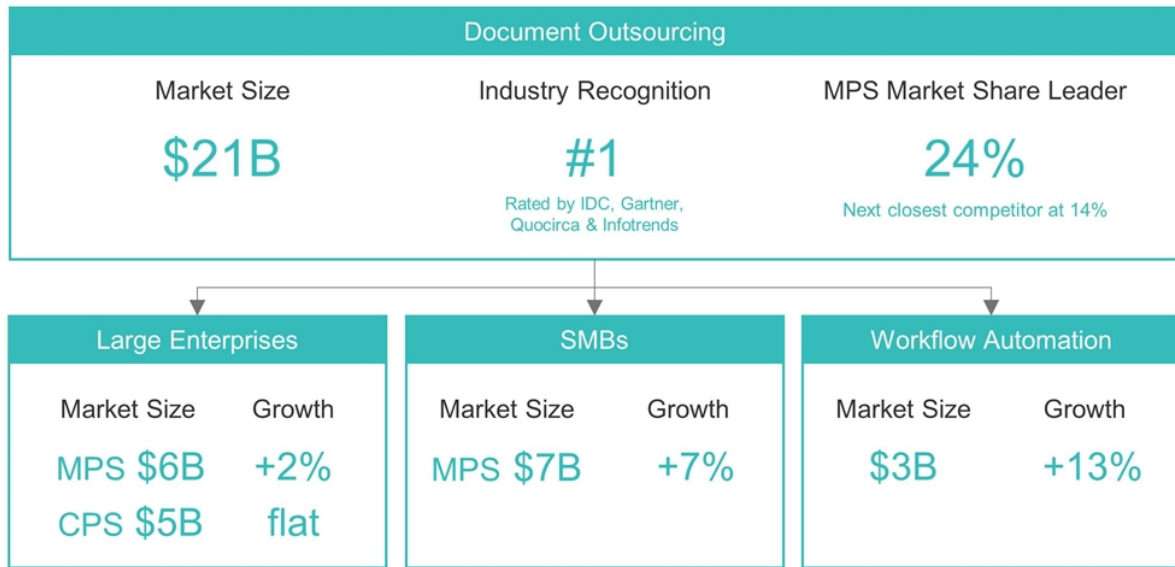 Document Outsourcing
Market Size
Industry Recognition
MPS Market Share Leader
$21B
#1
24%
Rated by IDC, Gartner,
Quocirca & Infotrends
Next closest competitor at 14%
Large Enterprises
Market Size Growth
MPS $6B +2%
CPS $5B flat
SMBs
Market Size Growth
MPS $7B +7%
Workflow Automation
Market Size Growth
$3B +13%